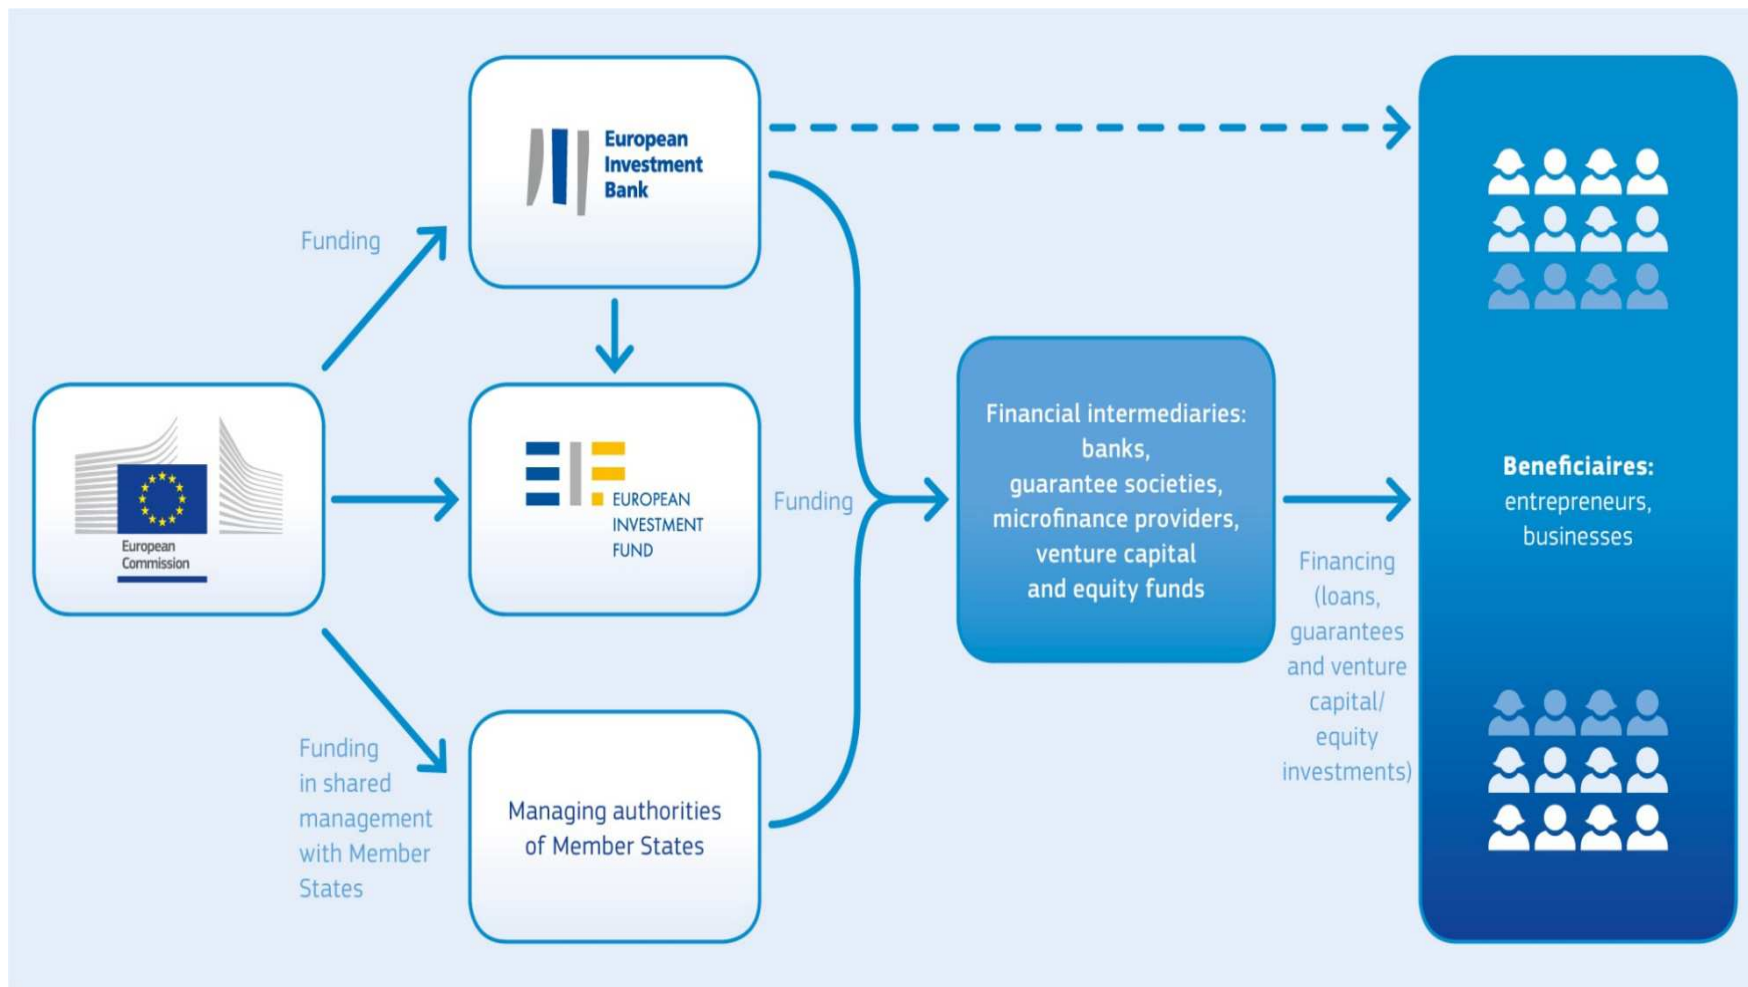 European
Investment
Bank
Funding
European
Commission
EIF
EUROPEAN
INVESTMENT
FUND
Funding
in shared
management
with Member
States
Managing authorities
of Member States
Funding
Financial intermediaries:
banks,
guarantee societies,
microfinance providers,
venture capital
and equity funds
Financing
(loans,
guarantees
and venture
capital/
equity
investments)
Beneficiaires:
entrepreneurs,
businesses